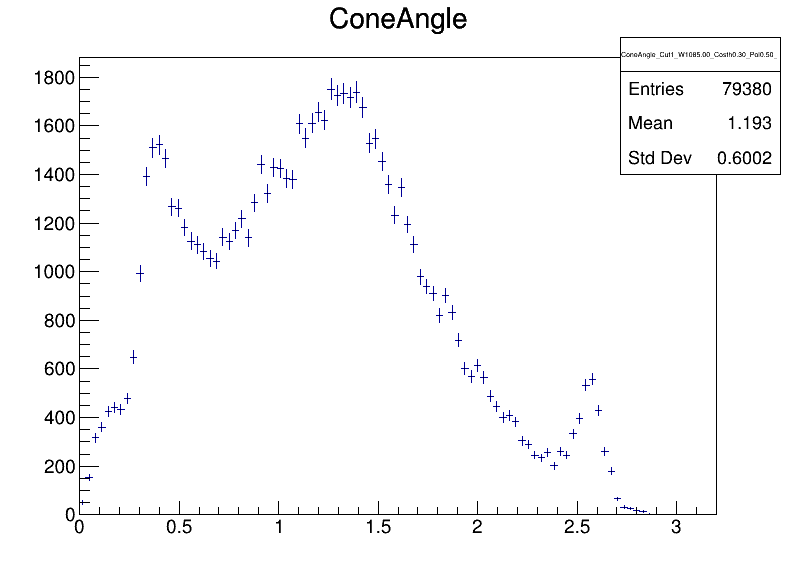 ConeAngle
ConeAngle_Cut1_W1085.00_Costh0.30_Pol0.50_
Entries 79380
Mean 1.193
Std Dev 0.6002
1800
1600
1400
1200
1000
800
600
400
200
0
0 0.5 1 1.5 2 2.5 3